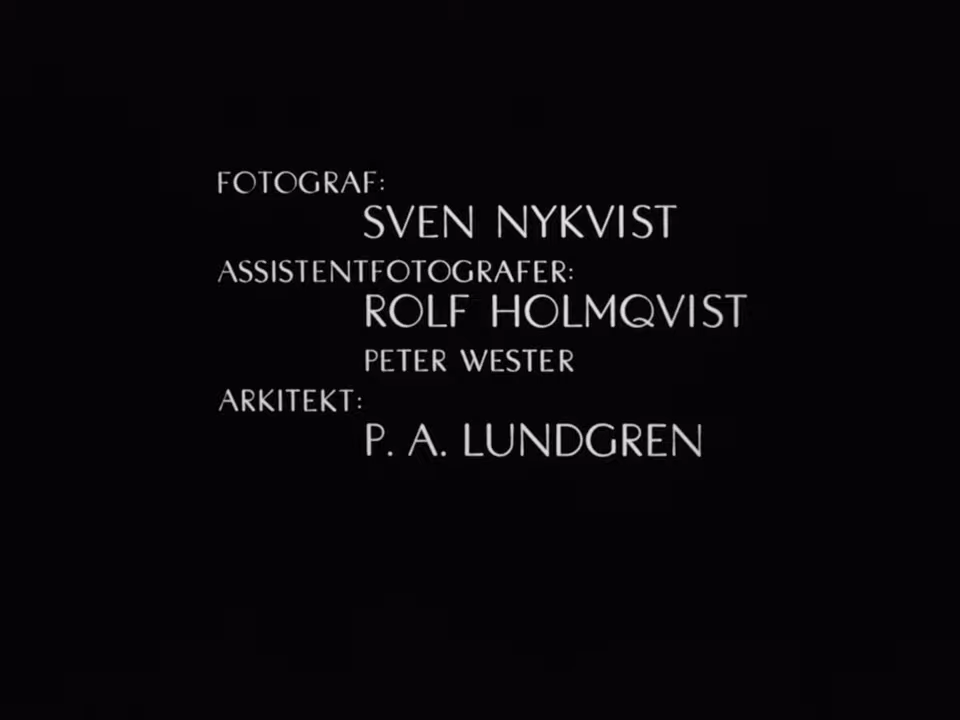 FOTOGRAF:
SVEN NYKVIST
ASSISTENTFOTOGRAFER:
ROLF HOLMQVIST
PETER WESTER
ARKITEKT:
P. A. LUNDGREN